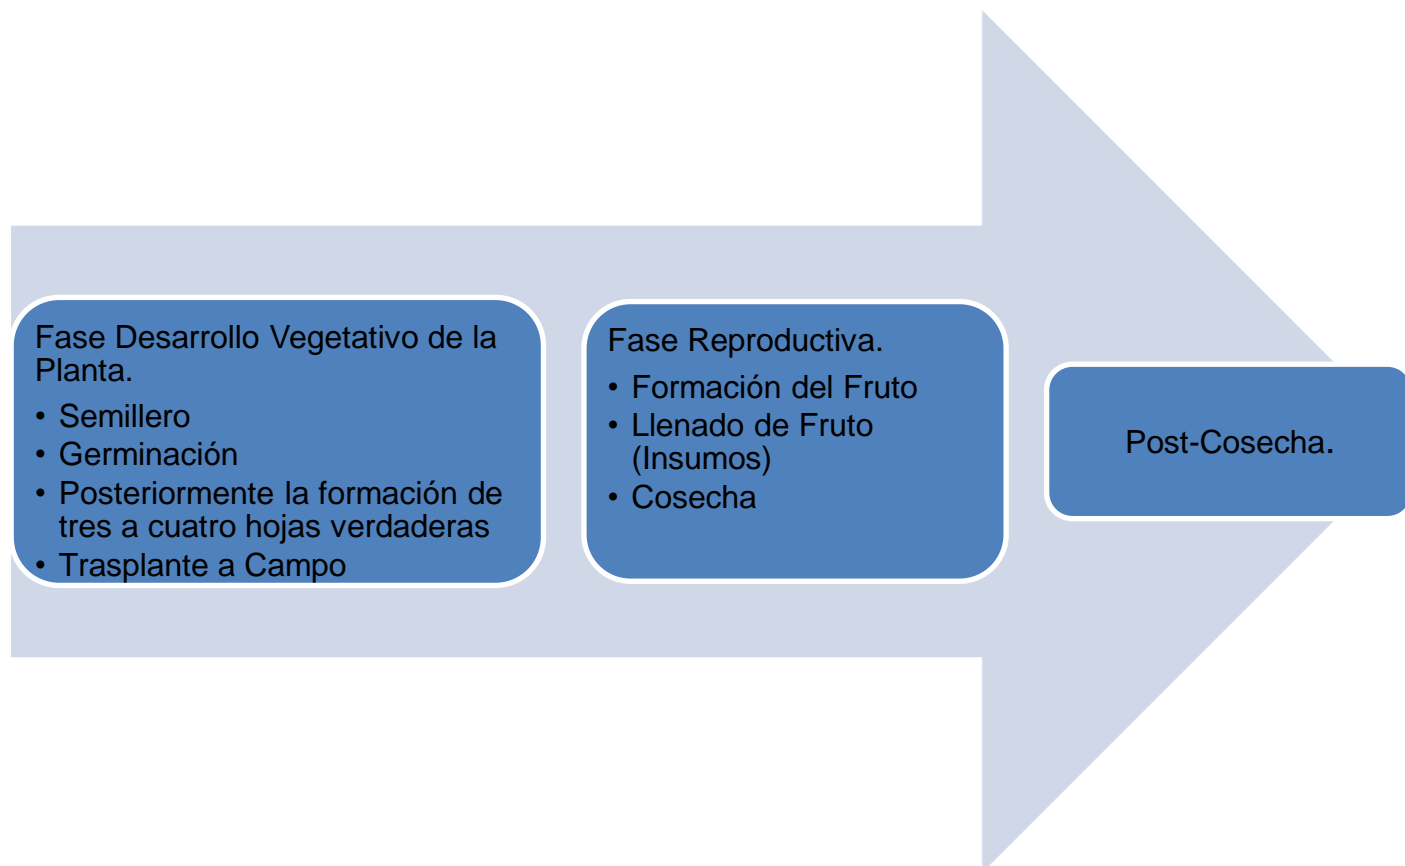 Fase Desarrollo Vegetativo de la
Planta.
• Semillero
• Germinación
• Posteriormente la formación de
tres a cuatro hojas verdaderas
• Trasplante a Campo
Fase Reproductiva.
• Formación del Fruto
• Llenado de Fruto
(Insumos)
• Cosecha
Post-Cosecha.